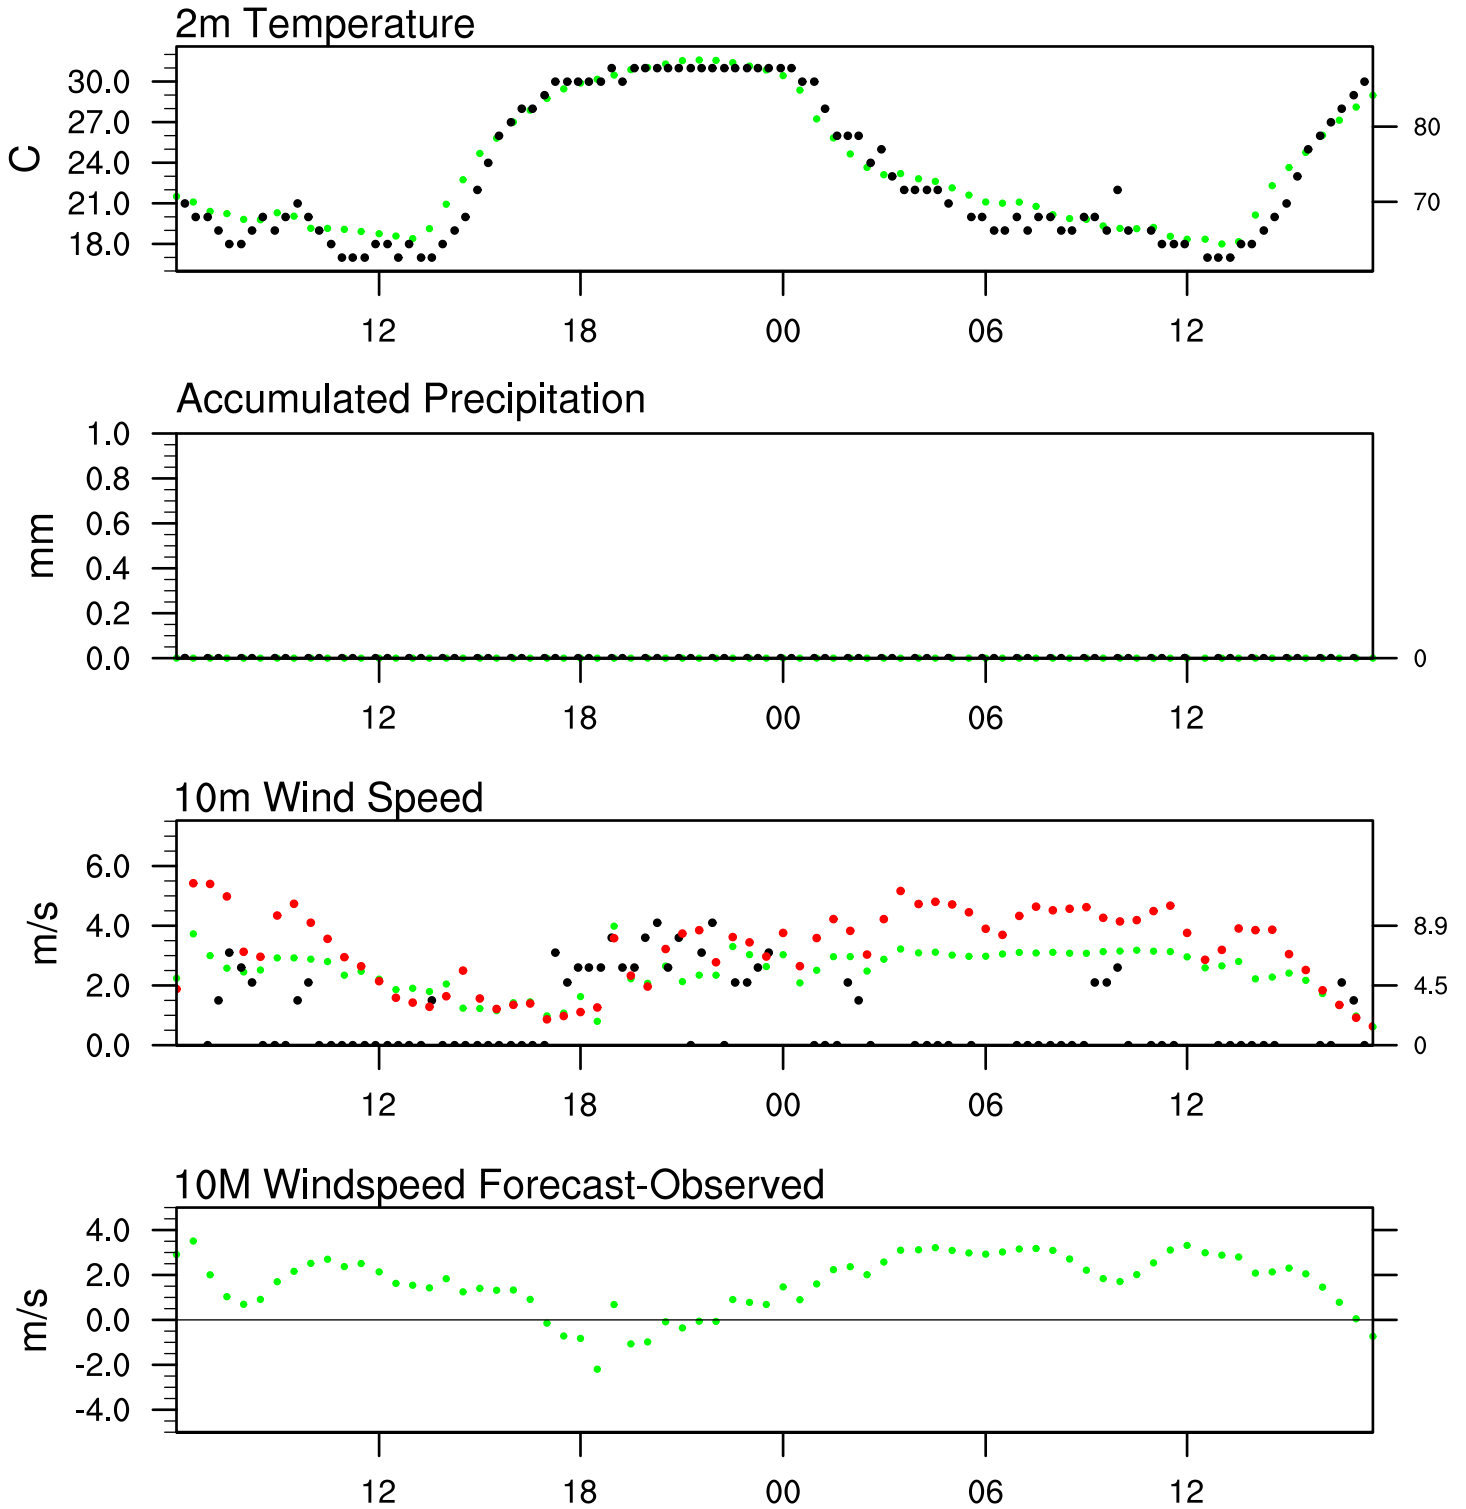 2m Temperature
30.0
27.0
24.0
21.0
18.0
C
80
70
12 18 00 06 12
Accumulated Precipitation
1.0
0.8
0.6
0.4
0.2
0.0
mm
0
12 18 00 06 12
10m Wind Speed
6.0
4.0
2.0
0.0
m/s
8.9
4.5
0
12 18 00 06 12
10M Windspeed Forecast-Observed
4.0
2.0
0.0
-2.0
-4.0
m/s
12 18 00 06 12